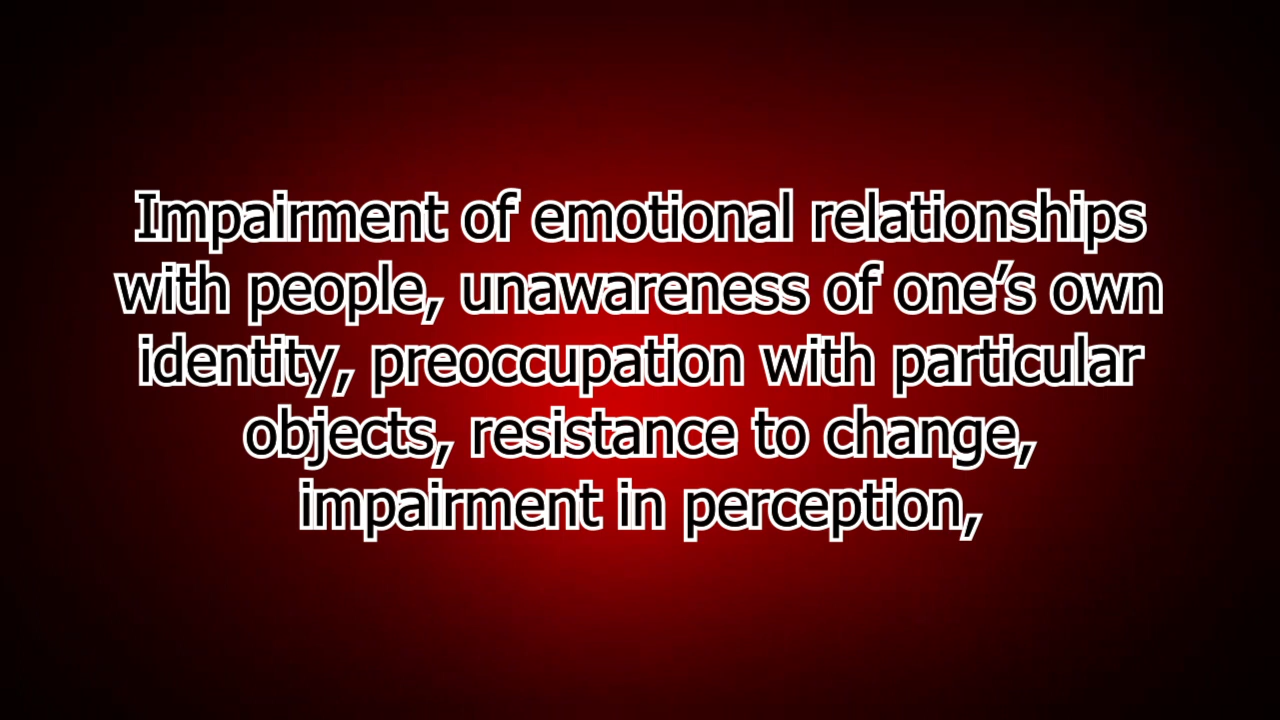 Impairment of emotional relationships
with people, unawareness of one’s own
identity, preoccupation with particular
objects, resistance to change,
impairment in perception,